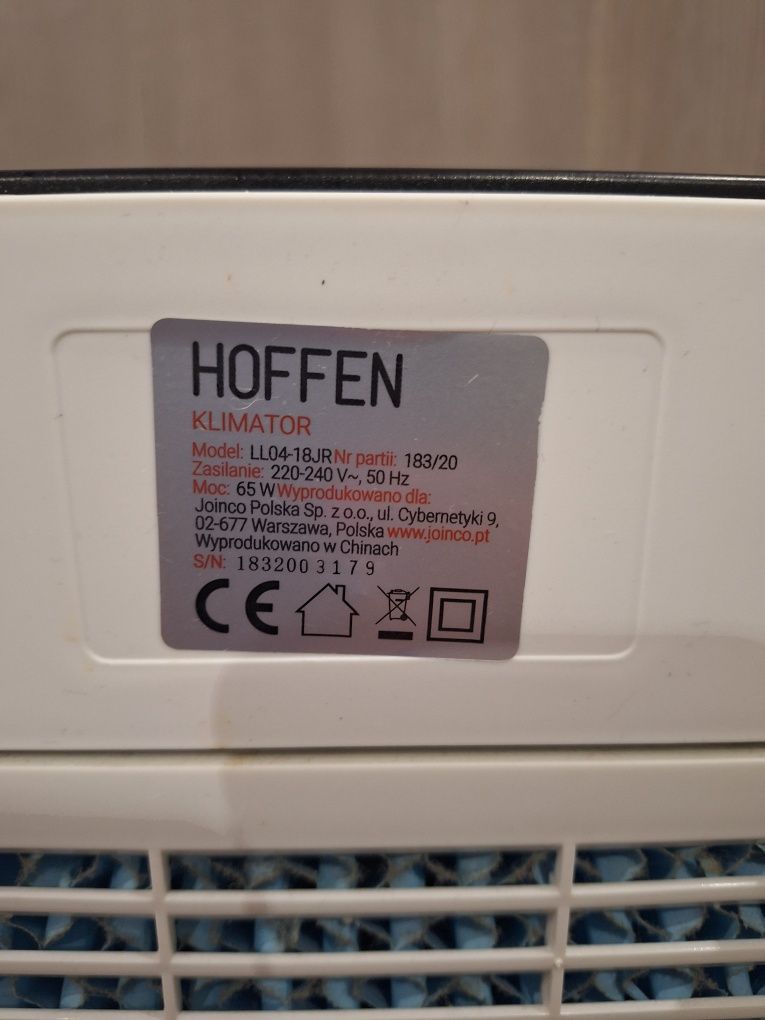 HOFFEN
KLIMATOR
Model: LL04-18JR Nr partii: 183/20
Zasilanie: 220-240 V~, 50 Hz
Moc: 65 W Wyprodukowano dla:
Joinco Polska Sp. z o.o., ul. Cybernetyki 9,
02-677 Warszawa, Polska www.joinco.pt
Wyprodukowano w Chinach
S/N: 1832003179
CE